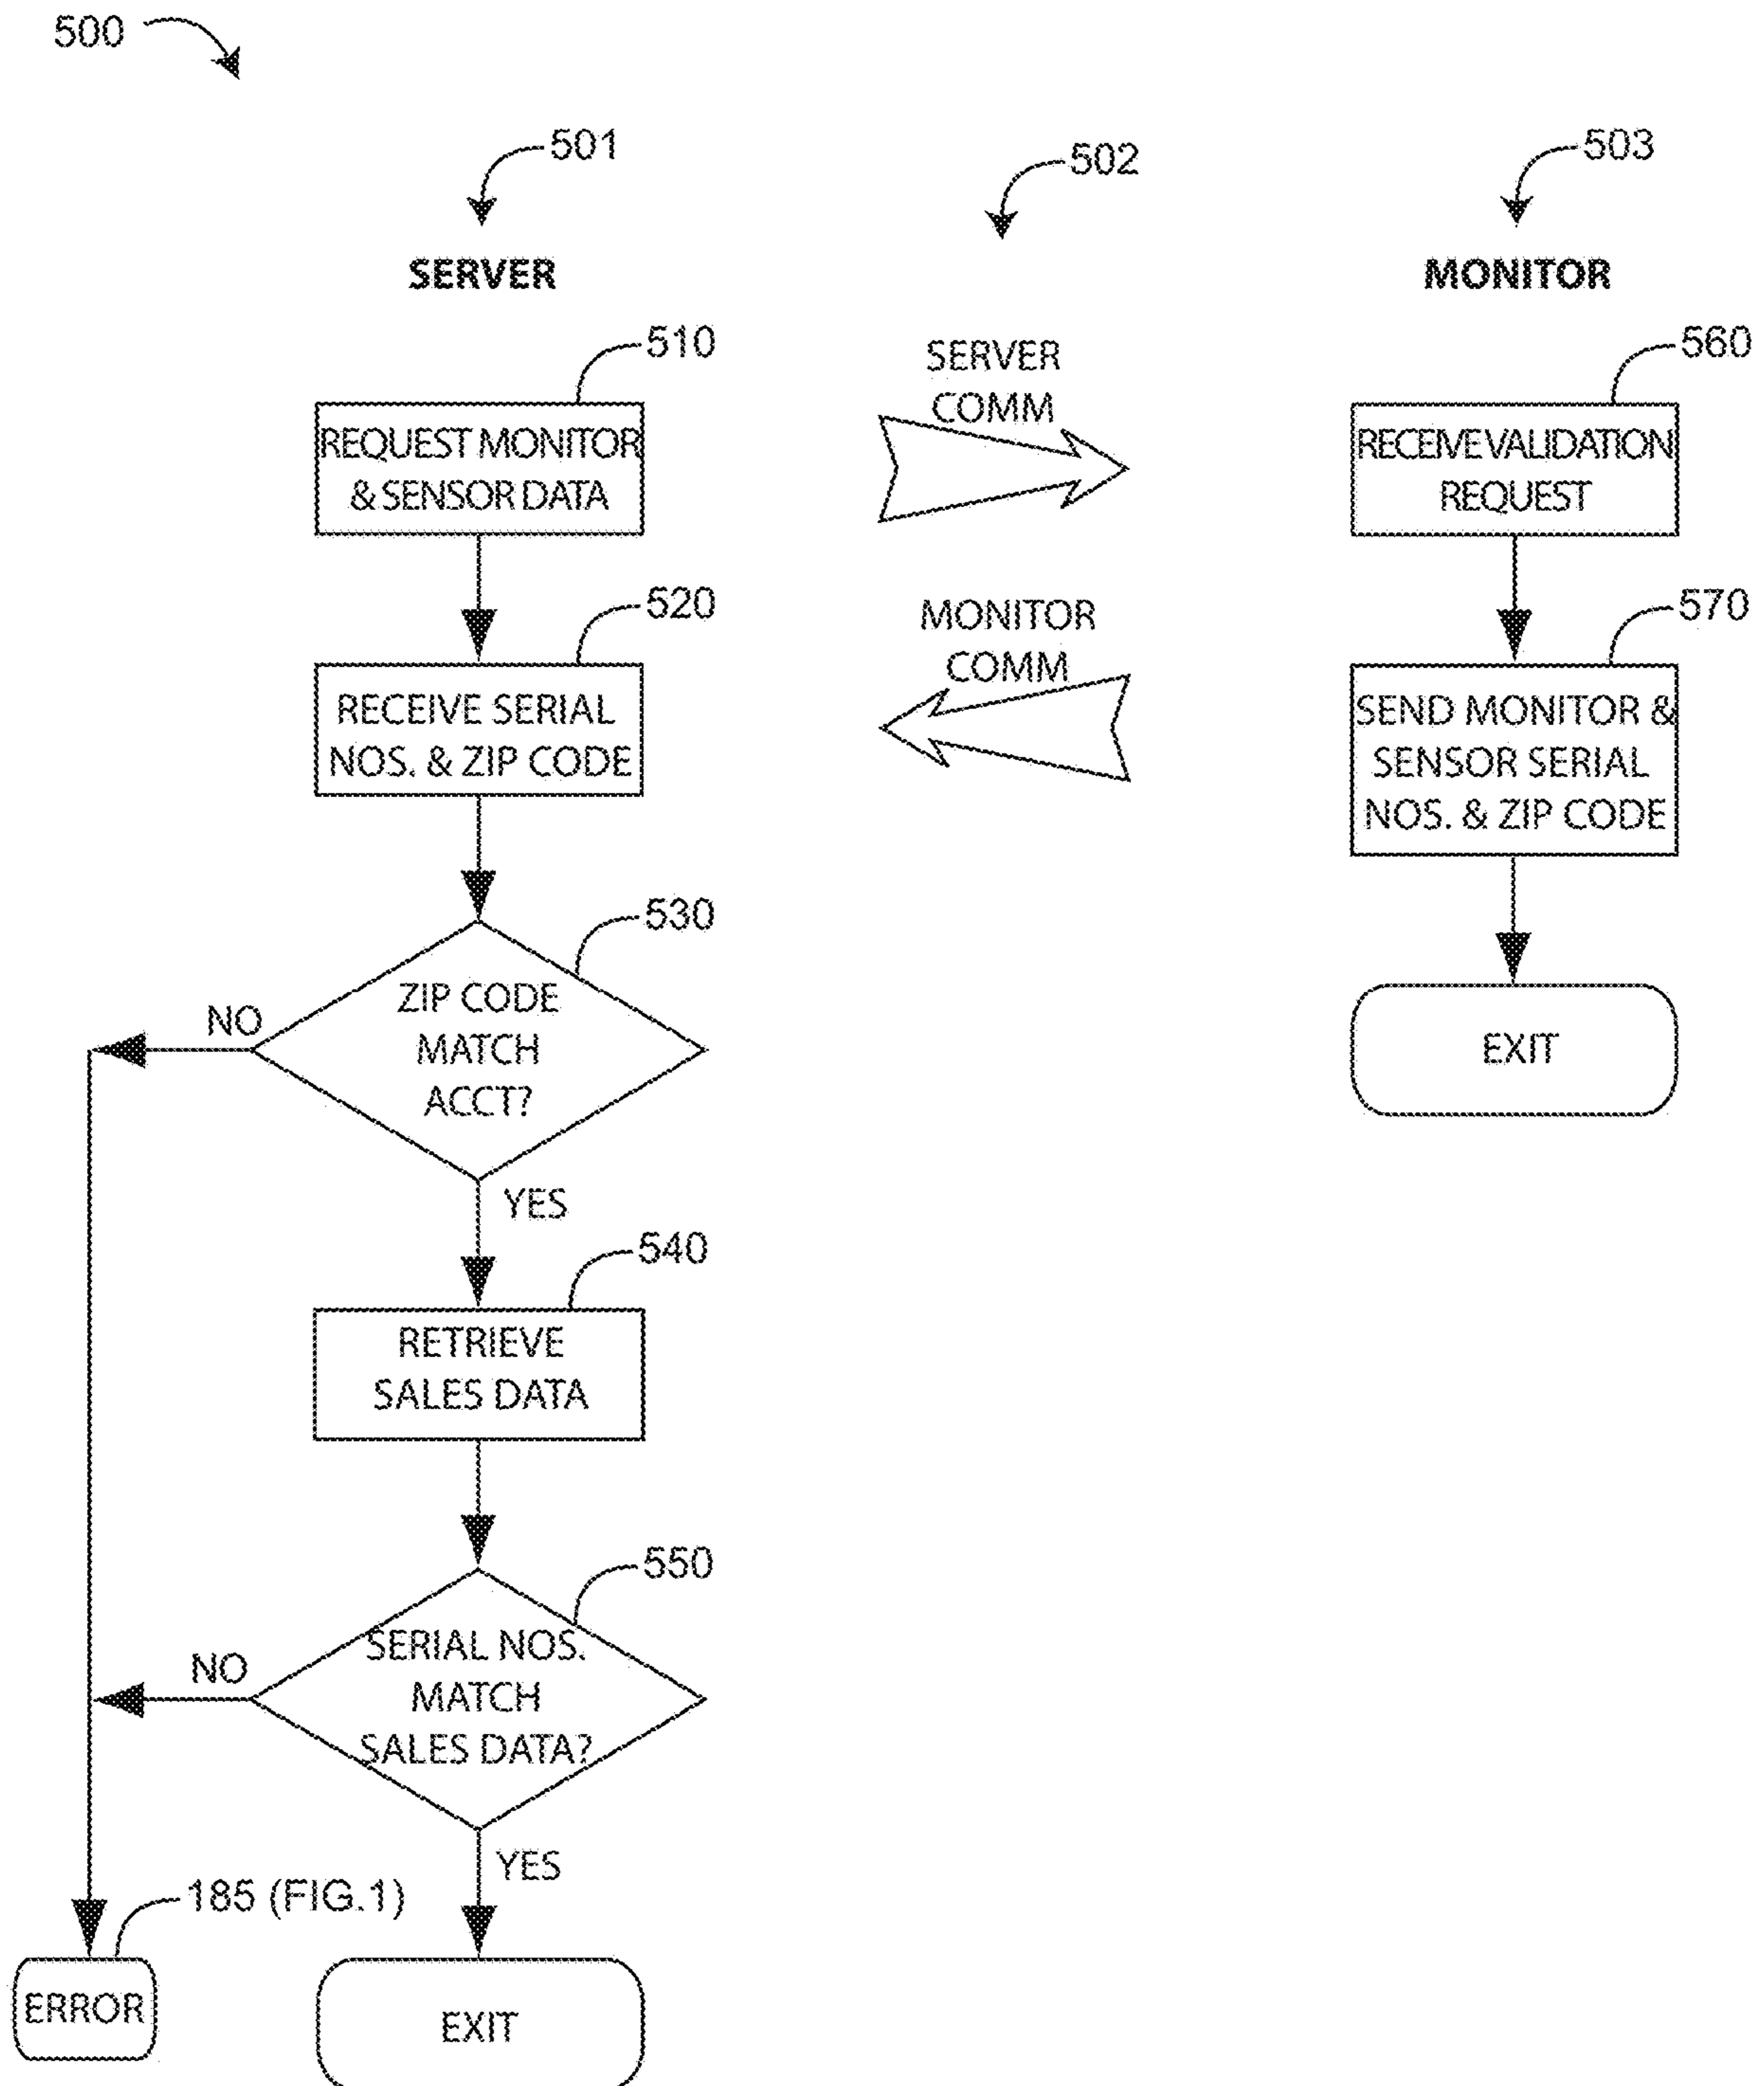 500
501
502
503
SERVER
MONITOR
510
REQUEST MONITOR
& SENSOR DATA
SERVER
COMM
560
RECEIVE VALIDATION
REQUEST
520
RECEIVE SERIAL
NOS. & ZIP CODE
MONITOR
COMM
570
SEND MONITOR &
SENSOR SERIAL
NOS. & ZIP CODE
530
ZIP CODE
MATCH
ACCT?
NO
YES
EXIT
540
RETRIEVE
SALES DATA
550
SERIAL NOS.
MATCH
SALES DATA?
NO
YES
185 (FIG.1)
ERROR
EXIT